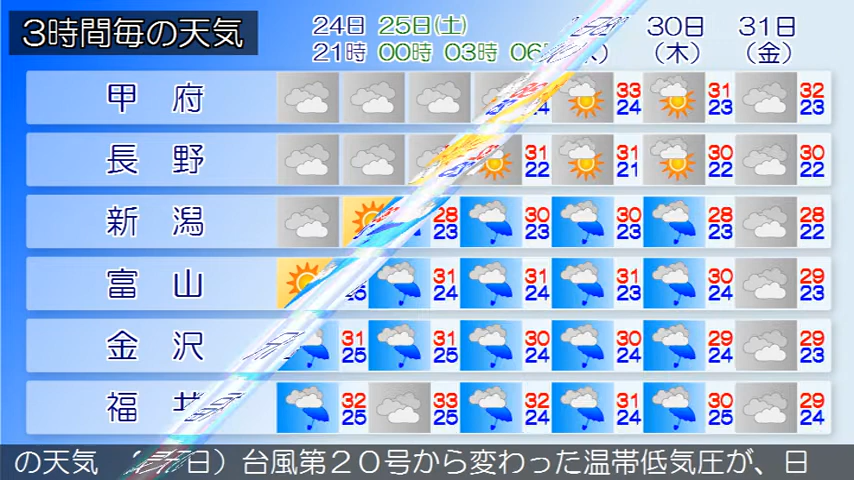 3時間毎の天気
24日 25日(土) 30日 31日
21時 00時 03時 (木) (金)
甲府 24 33 24 31 23 32 23
長野 31 22 31 21 30 22 30 22
新潟 28 23 30 23 30 23 28 23 28 22
富山 25 31 24 31 24 31 23 30 24 29 23
金沢 31 25 31 25 30 24 30 24 29 24 29 23
福井 32 25 33 25 32 24 31 24 30 25 29 24
の天気 日）台風第２０号から変わった温帯低気圧が、日